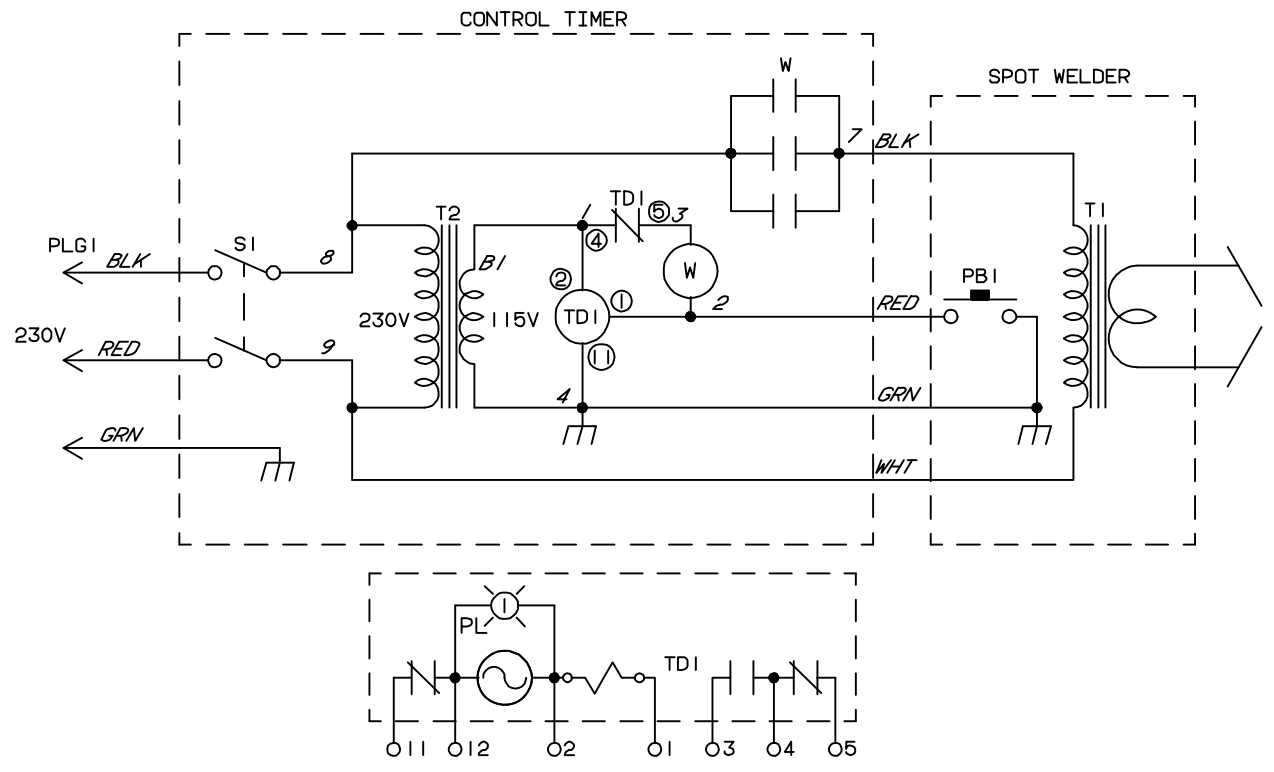 CONTROL TIMER
W
SPOT WELDER
7 BLK
TD1
1 5 3
T2
T1
PLG1
S1
4
BLK
8
B1
2
W
PB1
230V
115V
TD1
1
2
RED
230V
RED
9
11
4
GRN
GRN
WHT
1
PL
TD1
11 12 2 1 3 4 5